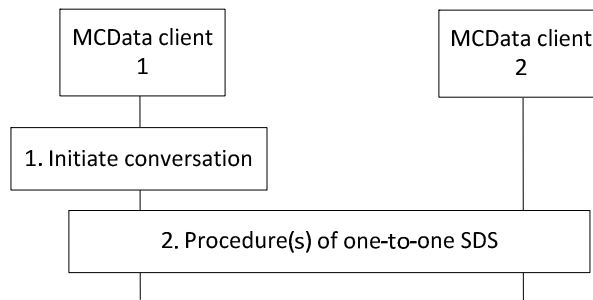 MCData client
1
MCData client
2
1. Initiate conversation
2. Procedure(s) of one-to-one SDS